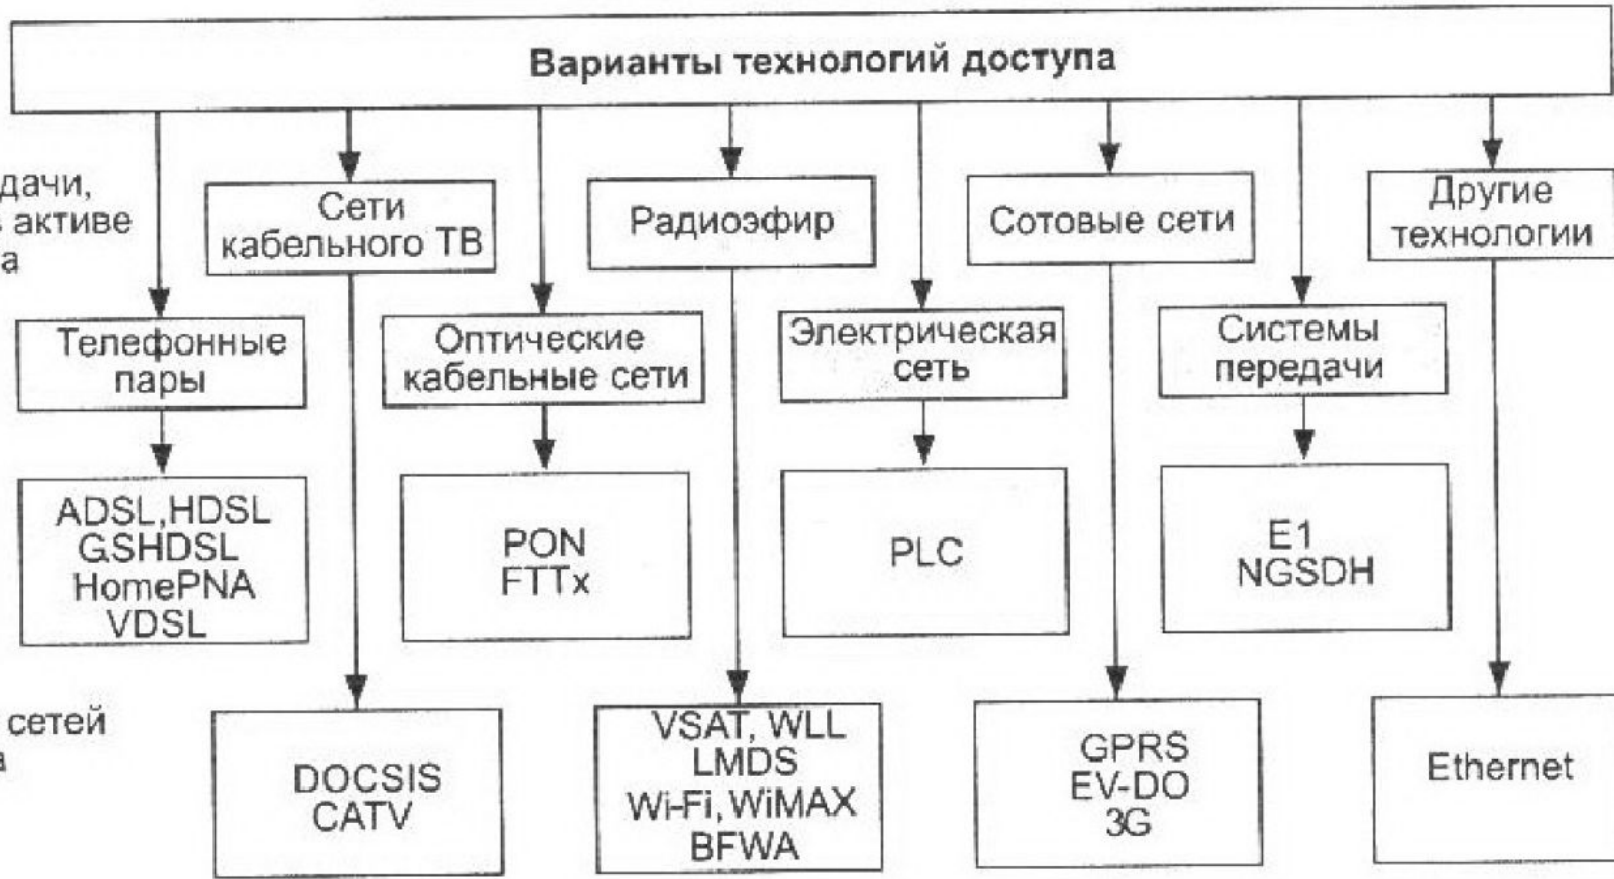 Варианты технологий доступа
дачи,
в активе
а
Сети
кабельного ТВ
Радиоэфир
Сотовые сети
Другие
технологии
Телефонные
пары
Оптические
кабельные сети
Электрическая
сеть
Системы
передачи
ADSL,HDSL
GSHDSL
HomePNA
VDSL
PON
FTTx
PLC
E1
NGSDH
сетей
а
DOCSIS
CATV
VSAT, WLL
LMDS
Wi-Fi, WiMAX
BFWA
GPRS
EV-DO
3G
Ethernet